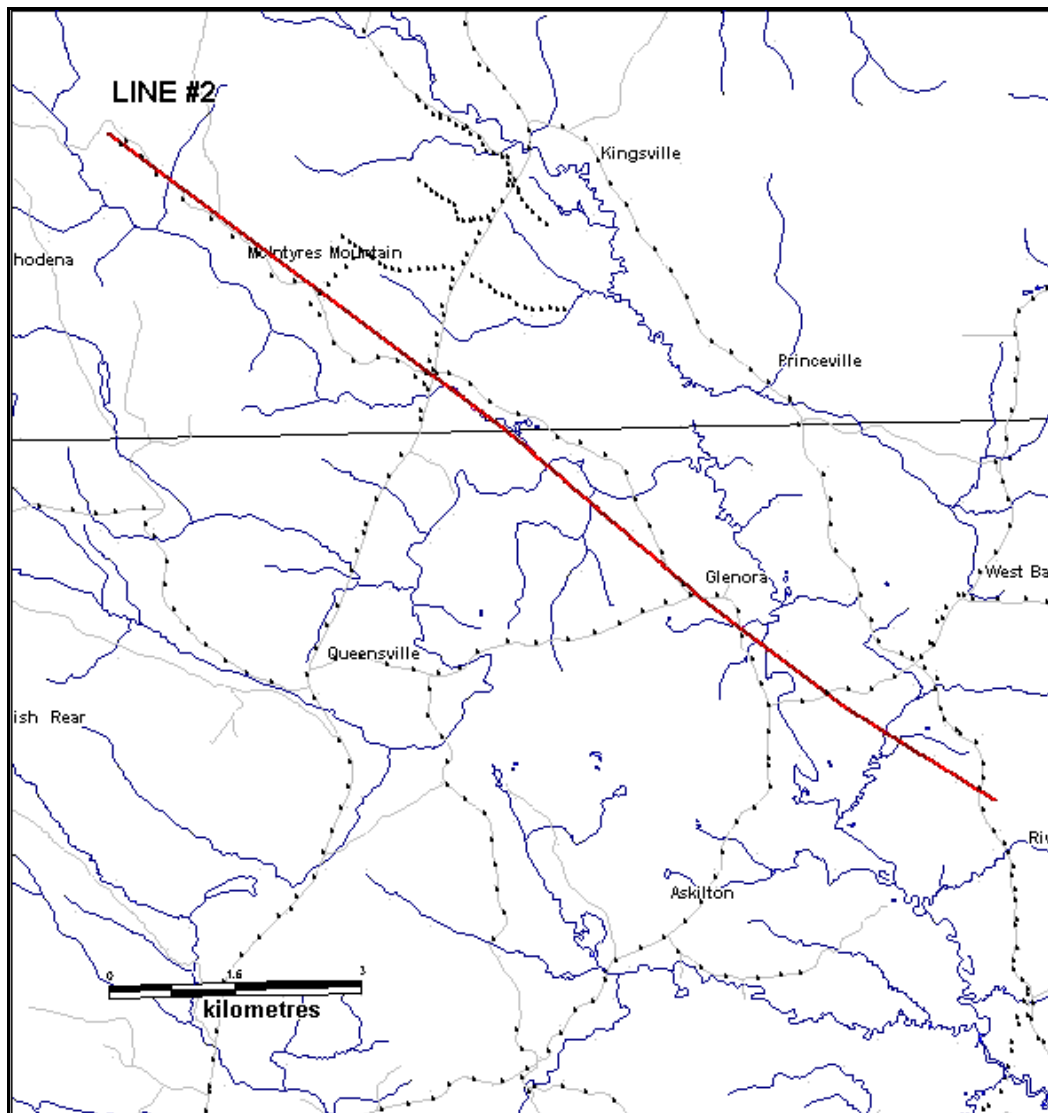 LINE #2
Kingsville
McIntyres Mountain
hodena
Princeville
West Ba
Glenora
Queensville
ish Rear
Riv
Askilton
0 1.6 3
kilometres